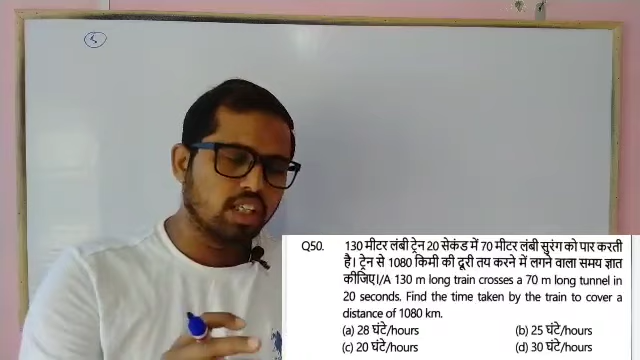 5
Q50. 130 मीटर लंबी ट्रेन 20 सेकंड में 70 मीटर लंबी सुरंग को पार करती
है। ट्रेन से 1080 किमी की दूरी तय करने में लगने वाला समय ज्ञात
कीजिए।/A 130 m long train crosses a 70 m long tunnel in
20 seconds. Find the time taken by the train to cover a
distance of 1080 km.
(a) 28 घंटे/hours (b) 25 घंटे/hours
(c) 20 घंटे/hours (d) 30 घंटे/hours